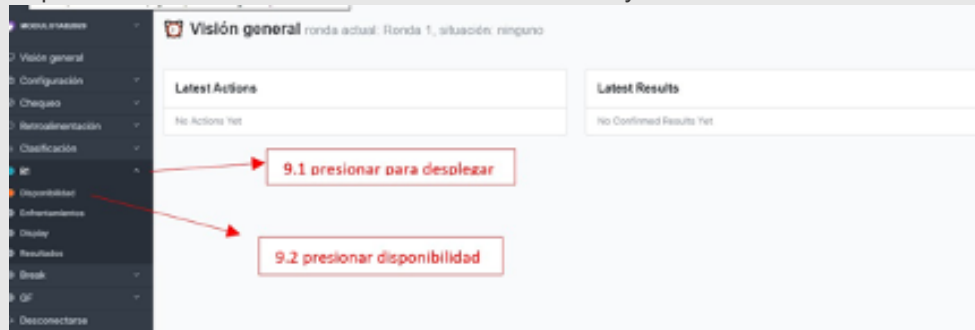 Visión general ronda actual: Ronda 1, situación: ninguno
Visión general
Configuración
Chequeo
Retroalimentación
Clasificación
R1
Disponibilidad
Enfrentamientos
Display
Resultados
Break
QF
Desconectarse
Latest Actions
No Actions Yet
Latest Results
No Confirmed Results Yet
9.1 presionar para desplegar
9.2 presionar disponibilidad